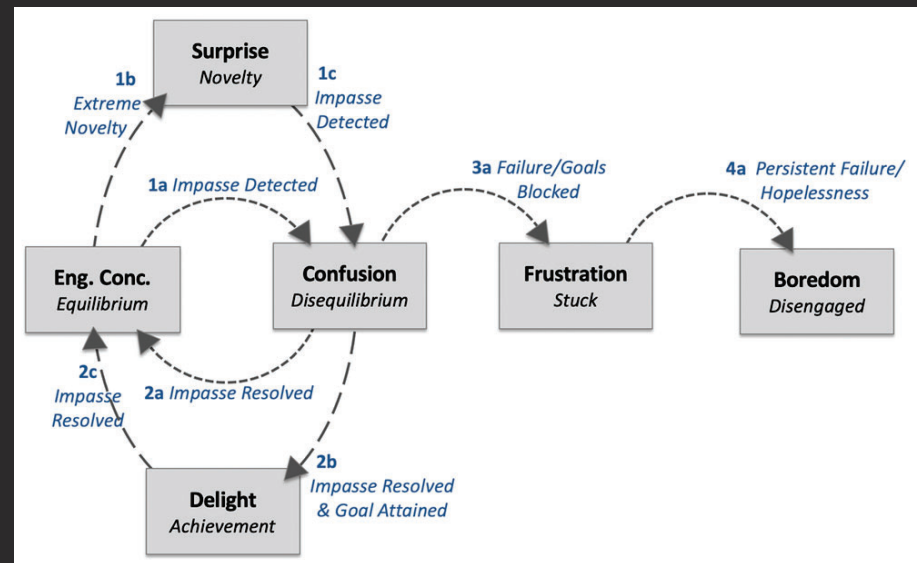 Surprise
Novelty
1b
Extreme
Novelty
1c
Impasse
Detected
1a Impasse Detected
3a Failure/Goals
Blocked
4a Persistent Failure/
Hopelessness
Eng. Conc.
Equilibrium
Confusion
Disequilibrium
Frustration
Stuck
Boredom
Disengaged
2c
Impasse
Resolved
2a Impasse Resolved
2b
Impasse Resolved
& Goal Attained
Delight
Achievement